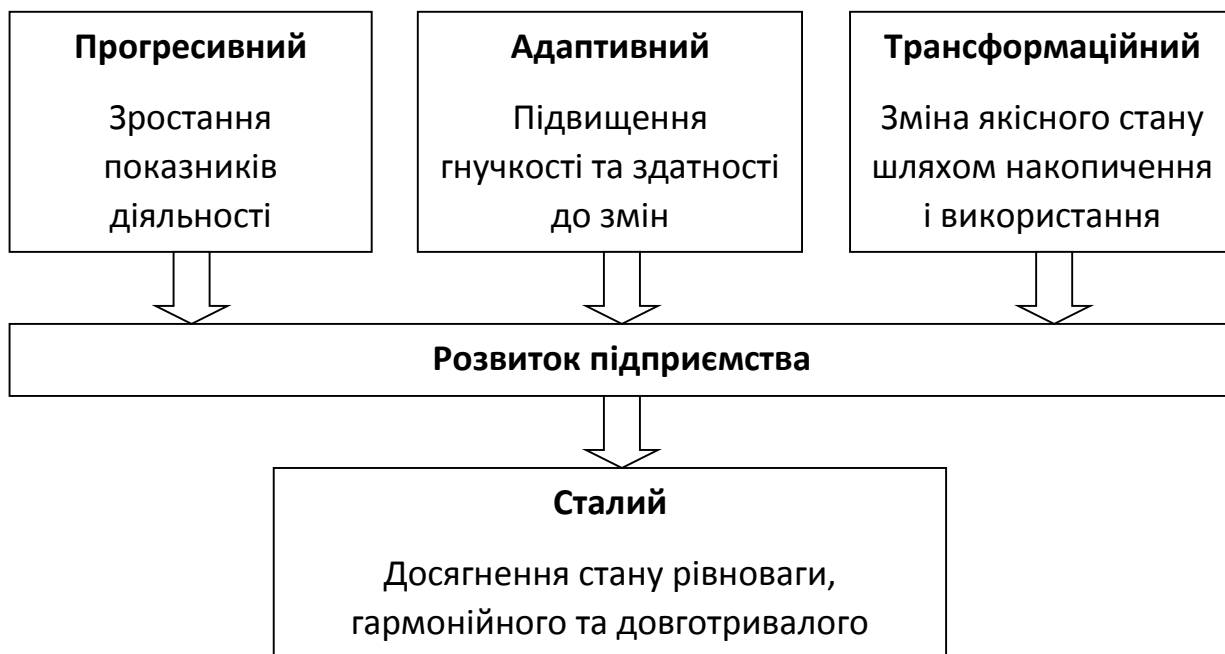 Прогресивний
Зростання
показників
діяльності
Адаптивний
Підвищення
гнучкості та здатності
до змін
Трансформаційний
Зміна якісного стану
шляхом накопичення
і використання
Розвиток підприємства
Сталий
Досягнення стану рівноваги,
гармонійного та довготривалого